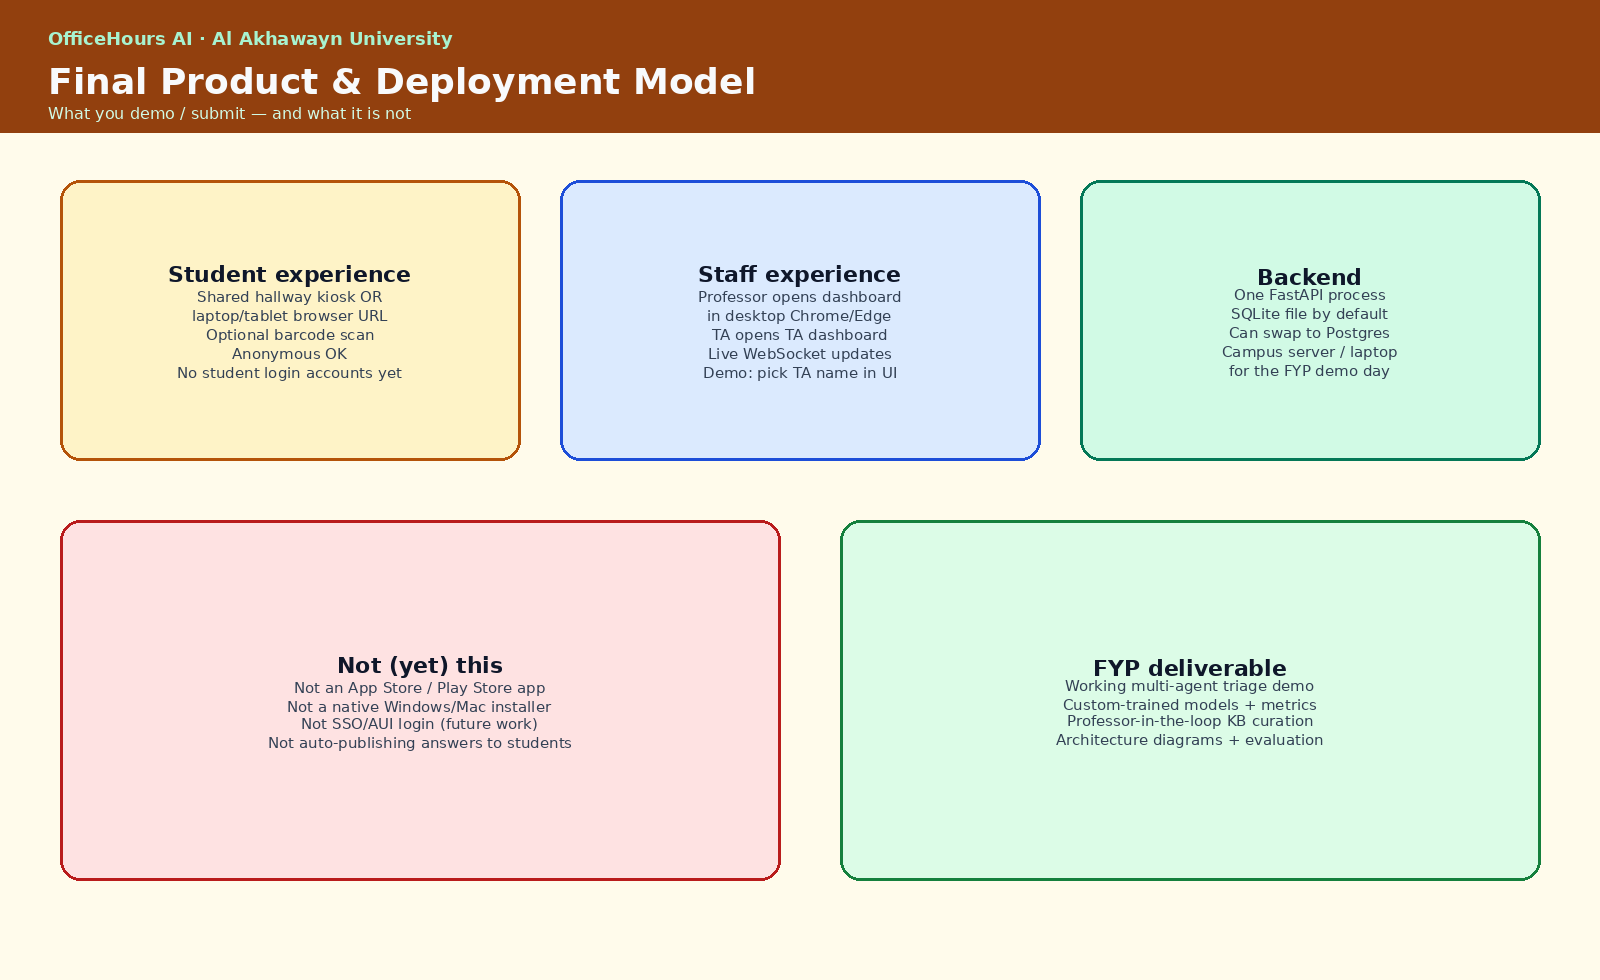 OfficeHours AI · Al Akhawayn University
Final Product & Deployment Model
What you demo / submit — and what it is not
Student experience
Shared hallway kiosk OR
laptop/tablet browser URL
Optional barcode scan
Anonymous OK
No student login accounts yet
Staff experience
Professor opens dashboard
in desktop Chrome/Edge
TA opens TA dashboard
Live WebSocket updates
Demo: pick TA name in UI
Backend
One FastAPI process
SQLite file by default
Can swap to Postgres
Campus server / laptop
for the FYP demo day
Not (yet) this
Not an App Store / Play Store app
Not a native Windows/Mac installer
Not SSO/AUI login (future work)
Not auto-publishing answers to students
FYP deliverable
Working multi-agent triage demo
Custom-trained models + metrics
Professor-in-the-loop KB curation
Architecture diagrams + evaluation